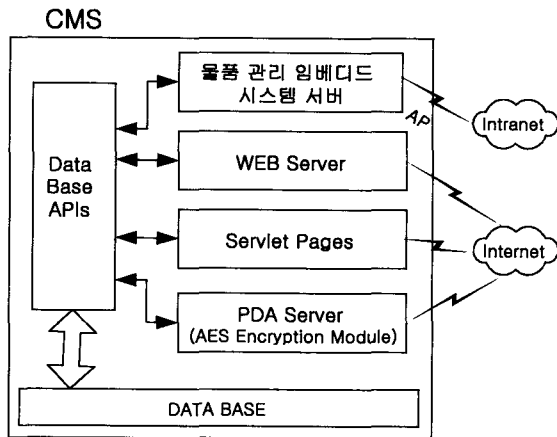 CMS
물품 관리 임베디드
시스템 서버
AP
Intranet
Data
Base
APIs
WEB Server
Servlet Pages
Internet
PDA Server
(AES Encryption Module)
DATA BASE